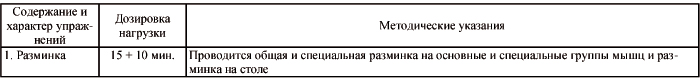 Содержание и
характер упраж-
нений
Дозировка
нагрузки
Методические указания
1. Разминка
15 + 10 мин.
Проводится общая и специальная разминка на основные и специальные группы мышц и раз-
минка на столе